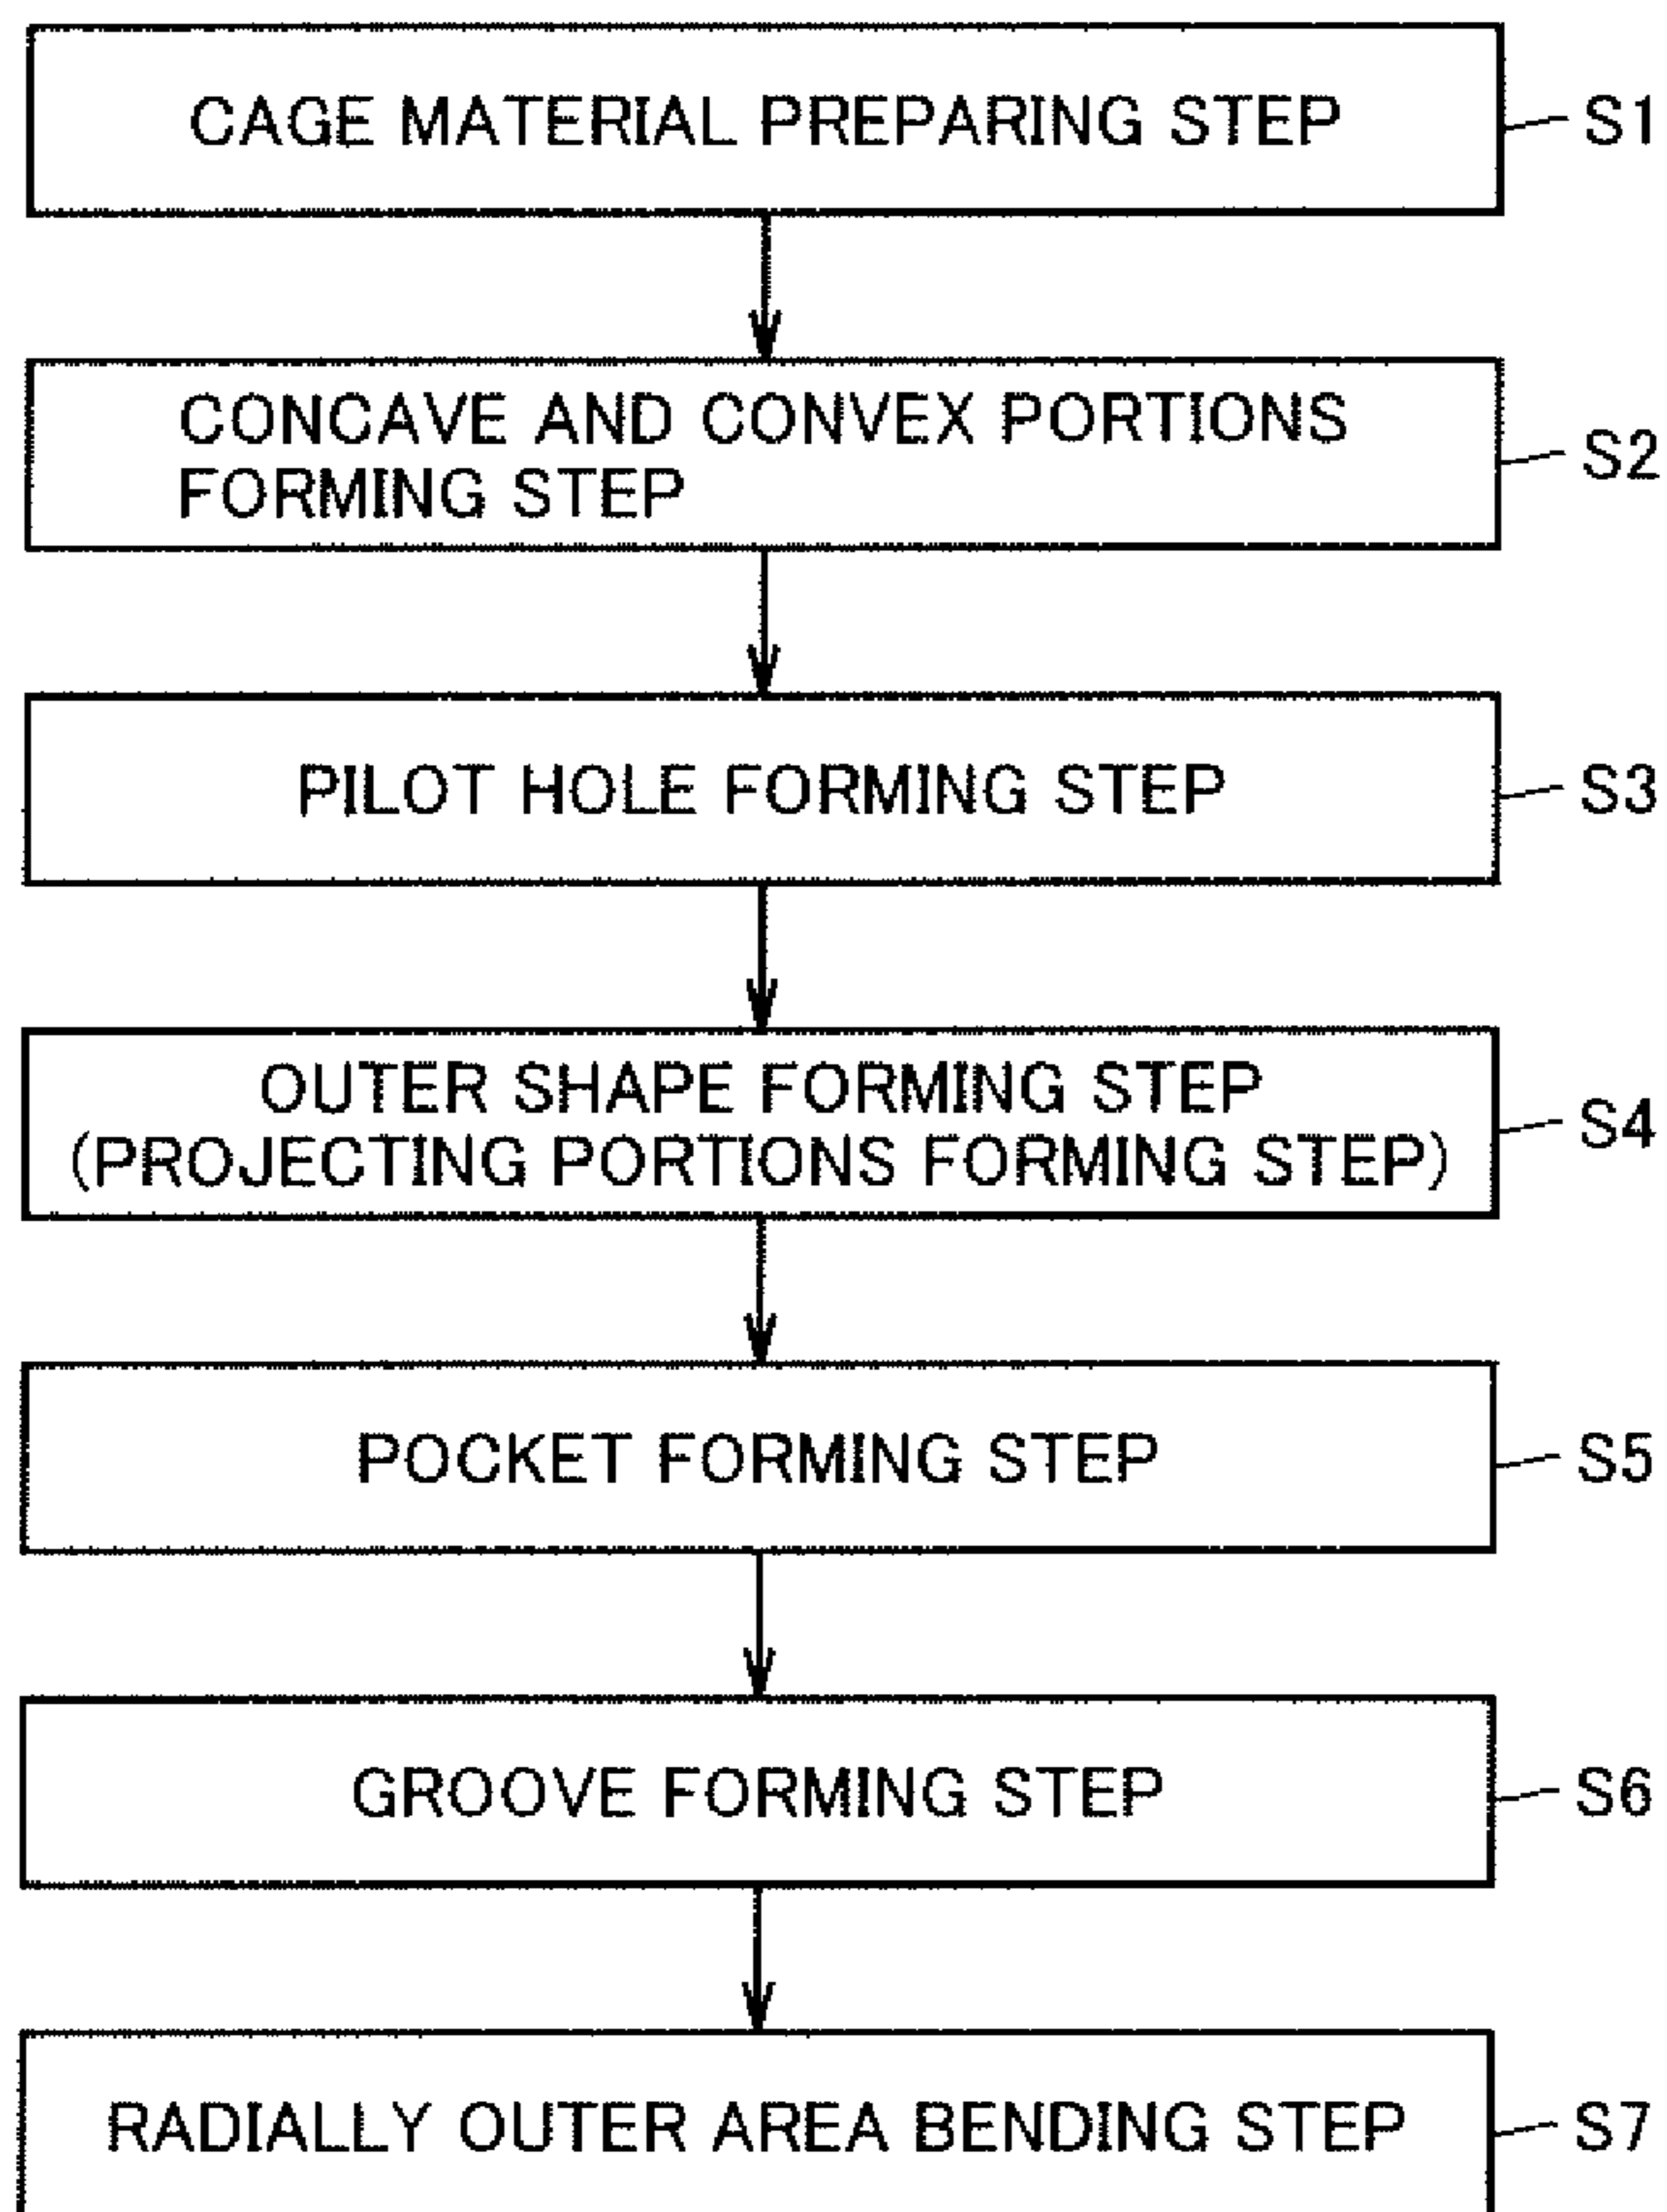 CAGE MATERIAL PREPARING STEP
S1
CONCAVE AND CONVEX PORTIONS
FORMING STEP
S2
PILOT HOLE FORMING STEP
S3
OUTER SHAPE FORMING STEP
(PROJECTING PORTIONS FORMING STEP)
S4
POCKET FORMING STEP
S5
GROOVE FORMING STEP
S6
RADIALLY OUTER AREA BENDING STEP
S7